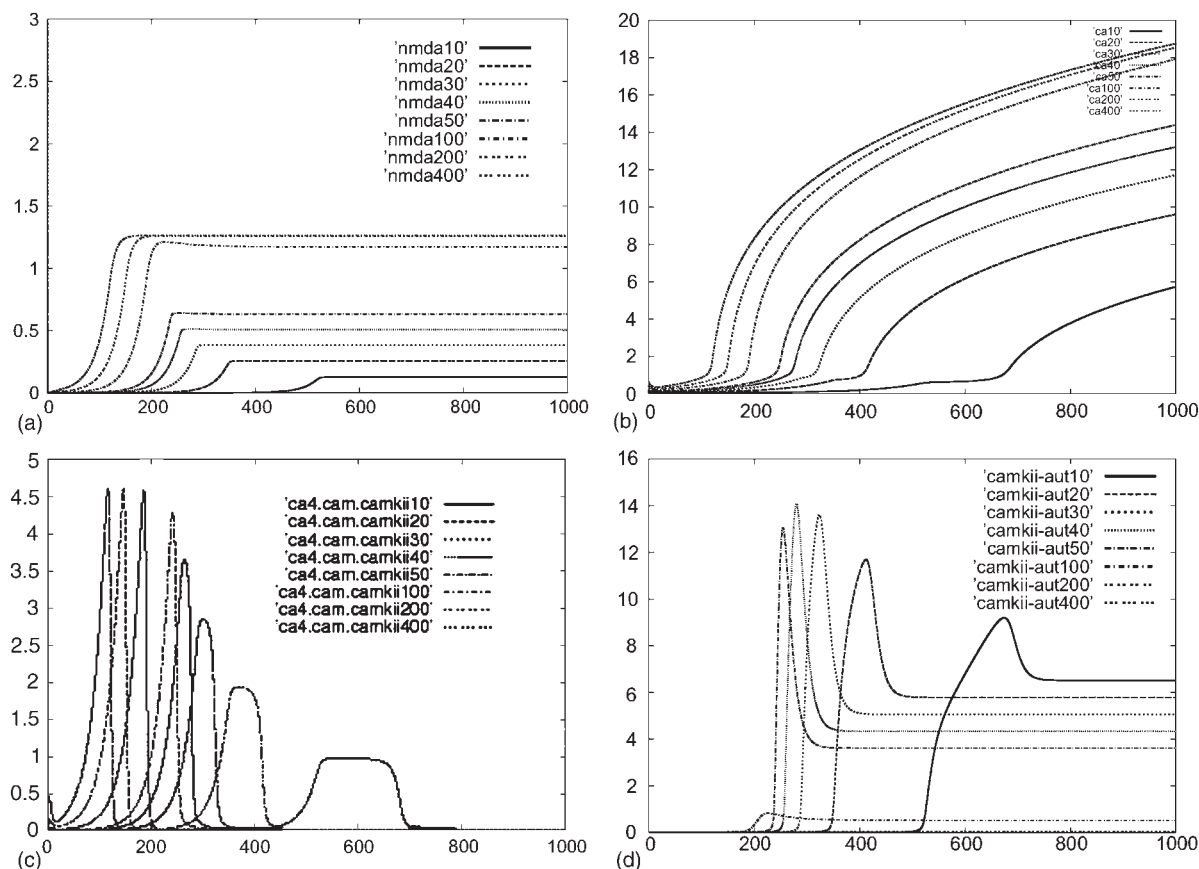 3
2.5
2
1.5
1
0.5
0
'nmda10'
'nmda20'
'nmda30'
'nmda40'
'nmda50'
'nmda100'
'nmda200'
'nmda400'
0 200 400 600 800 1000
(a)
20
18
16
14
12
10
8
6
4
2
0
'ca10'
'ca20'
'ca30'
'ca40'
'ca50'
'ca100'
'ca200'
'ca400'
0 200 400 600 800 1000
(b)
5
4.5
4
3.5
3
2.5
2
1.5
1
0.5
0
'ca4.cam.camkii10'
'ca4.cam.camkii20'
'ca4.cam.camkii30'
'ca4.cam.camkii40'
'ca4.cam.camkii50'
'ca4.cam.camkii100'
'ca4.cam.camkii200'
'ca4.cam.camkii400'
0 200 400 600 800 1000
(c)
16
14
12
10
8
6
4
2
0
'camkii-aut10'
'camkii-aut20'
'camkii-aut30'
'camkii-aut40'
'camkii-aut50'
'camkii-aut100'
'camkii-aut200'
'camkii-aut400'
0 200 400 600 800 1000
(d)